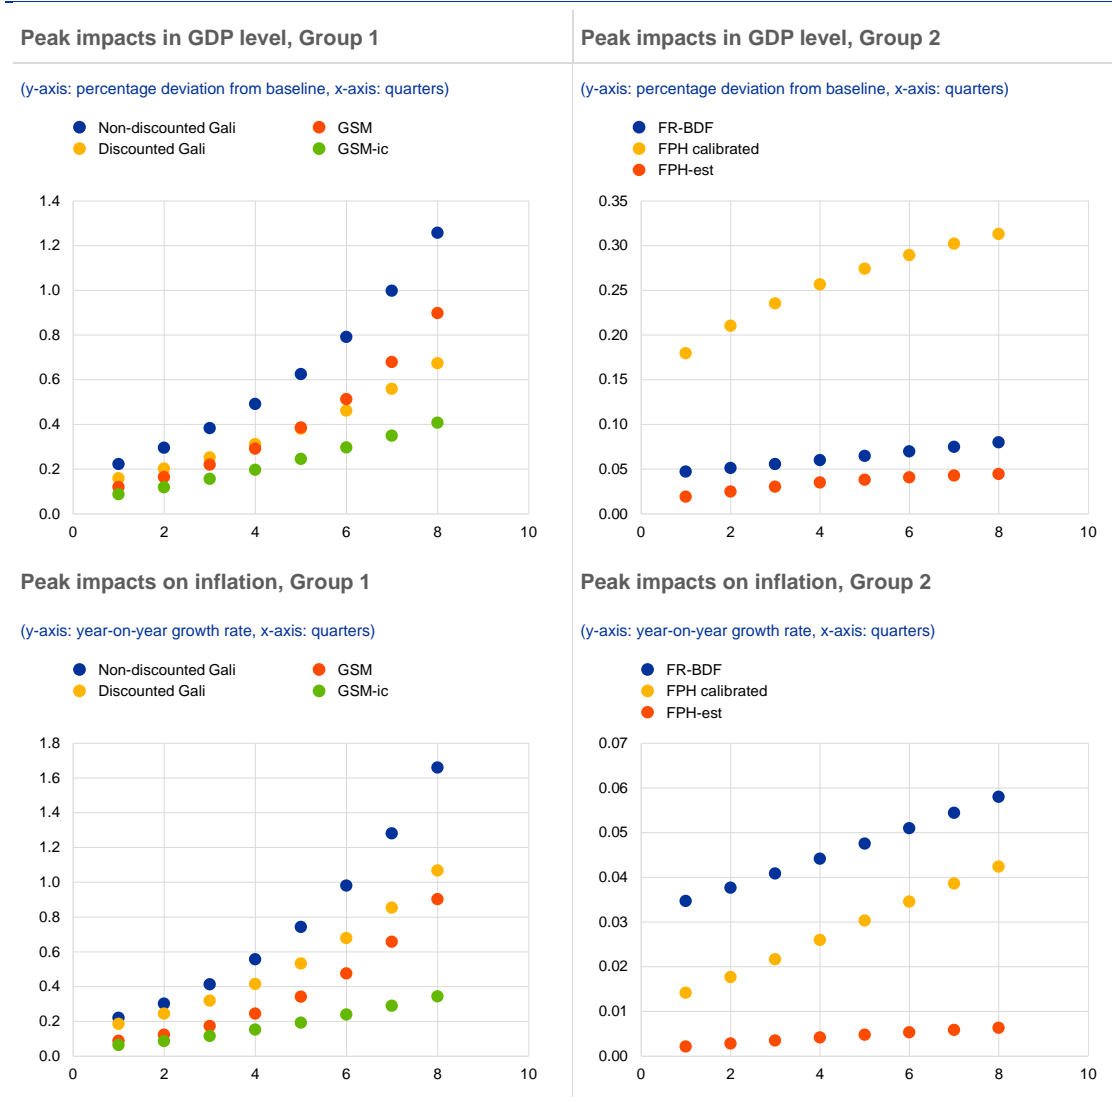 Peak impacts in GDP level, Group 1
(y-axis: percentage deviation from baseline, x-axis: quarters)
Non-discounted Gali
GSM
Discounted Gali
GSM-ic
1.4
1.2
1.0
0.8
0.6
0.4
0.2
0.0
0 2 4 6 8 10
Peak impacts in GDP level, Group 2
(y-axis: percentage deviation from baseline, x-axis: quarters)
FR-BDF
FPH calibrated
FPH-est
0.35
0.30
0.25
0.20
0.15
0.10
0.05
0.00
0 2 4 6 8 10
Peak impacts on inflation, Group 1
(y-axis: year-on-year growth rate, x-axis: quarters)
Non-discounted Gali
GSM
Discounted Gali
GSM-ic
1.8
1.6
1.4
1.2
1.0
0.8
0.6
0.4
0.2
0.0
0 2 4 6 8 10
Peak impacts on inflation, Group 2
(y-axis: year-on-year growth rate, x-axis: quarters)
FR-BDF
FPH calibrated
FPH-est
0.07
0.06
0.05
0.04
0.03
0.02
0.01
0.00
0 2 4 6 8 10